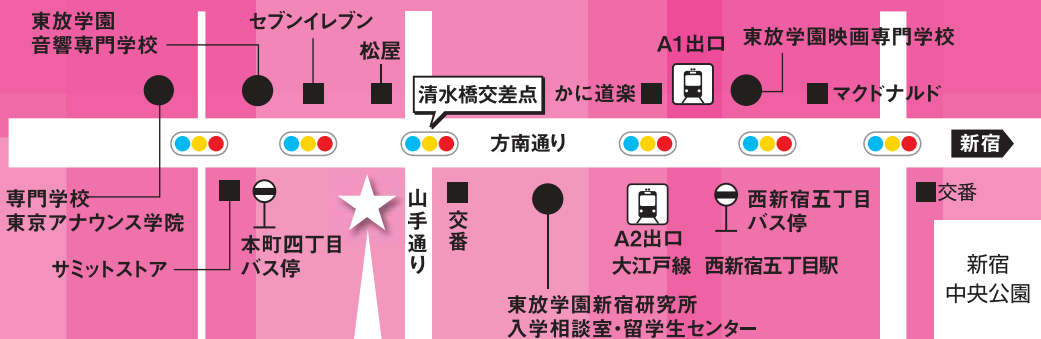 東放学園
音響専門学校
セブンイレブン
松屋
清水橋交差点
かに道楽
A1出口
東放学園映画専門学校
マクドナルド
方南通り
新宿
専門学校
東京アナウンス学院
サミットストア
本町四丁目
バス停
山手通り
交番
東放学園新宿研究所
入学相談室・留学生センター
A2出口
大江戸線 西新宿五丁目駅
西新宿五丁目
バス停
交番
新宿
中央公園